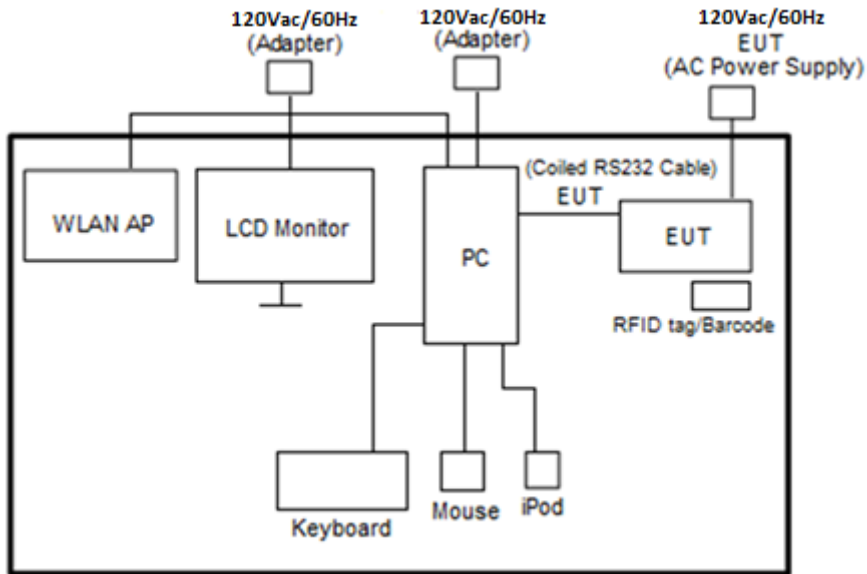 120Vac/60Hz
(Adapter)
120Vac/60Hz
(Adapter)
120Vac/60Hz
EUT
(AC Power Supply)
WLAN AP
LCD Monitor
PC
(Coiled RS232 Cable)
EUT
EUT
RFID tag/Barcode
Keyboard
Mouse
iPod